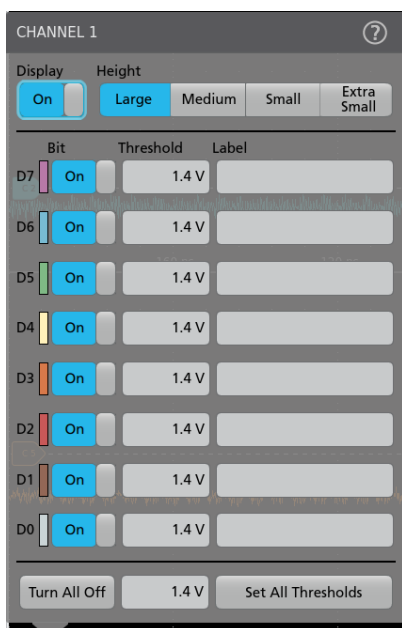 CHANNEL 1 ?
Display Height
On Large Medium Small Extra Small
Bit Threshold Label
D7 On 1.4 V
D6 On 1.4 V
D5 On 1.4 V
D4 On 1.4 V
D3 On 1.4 V
D2 On 1.4 V
C1
D1 On 1.4 V
D0 On 1.4 V
Turn All Off 1.4 V Set All Thresholds